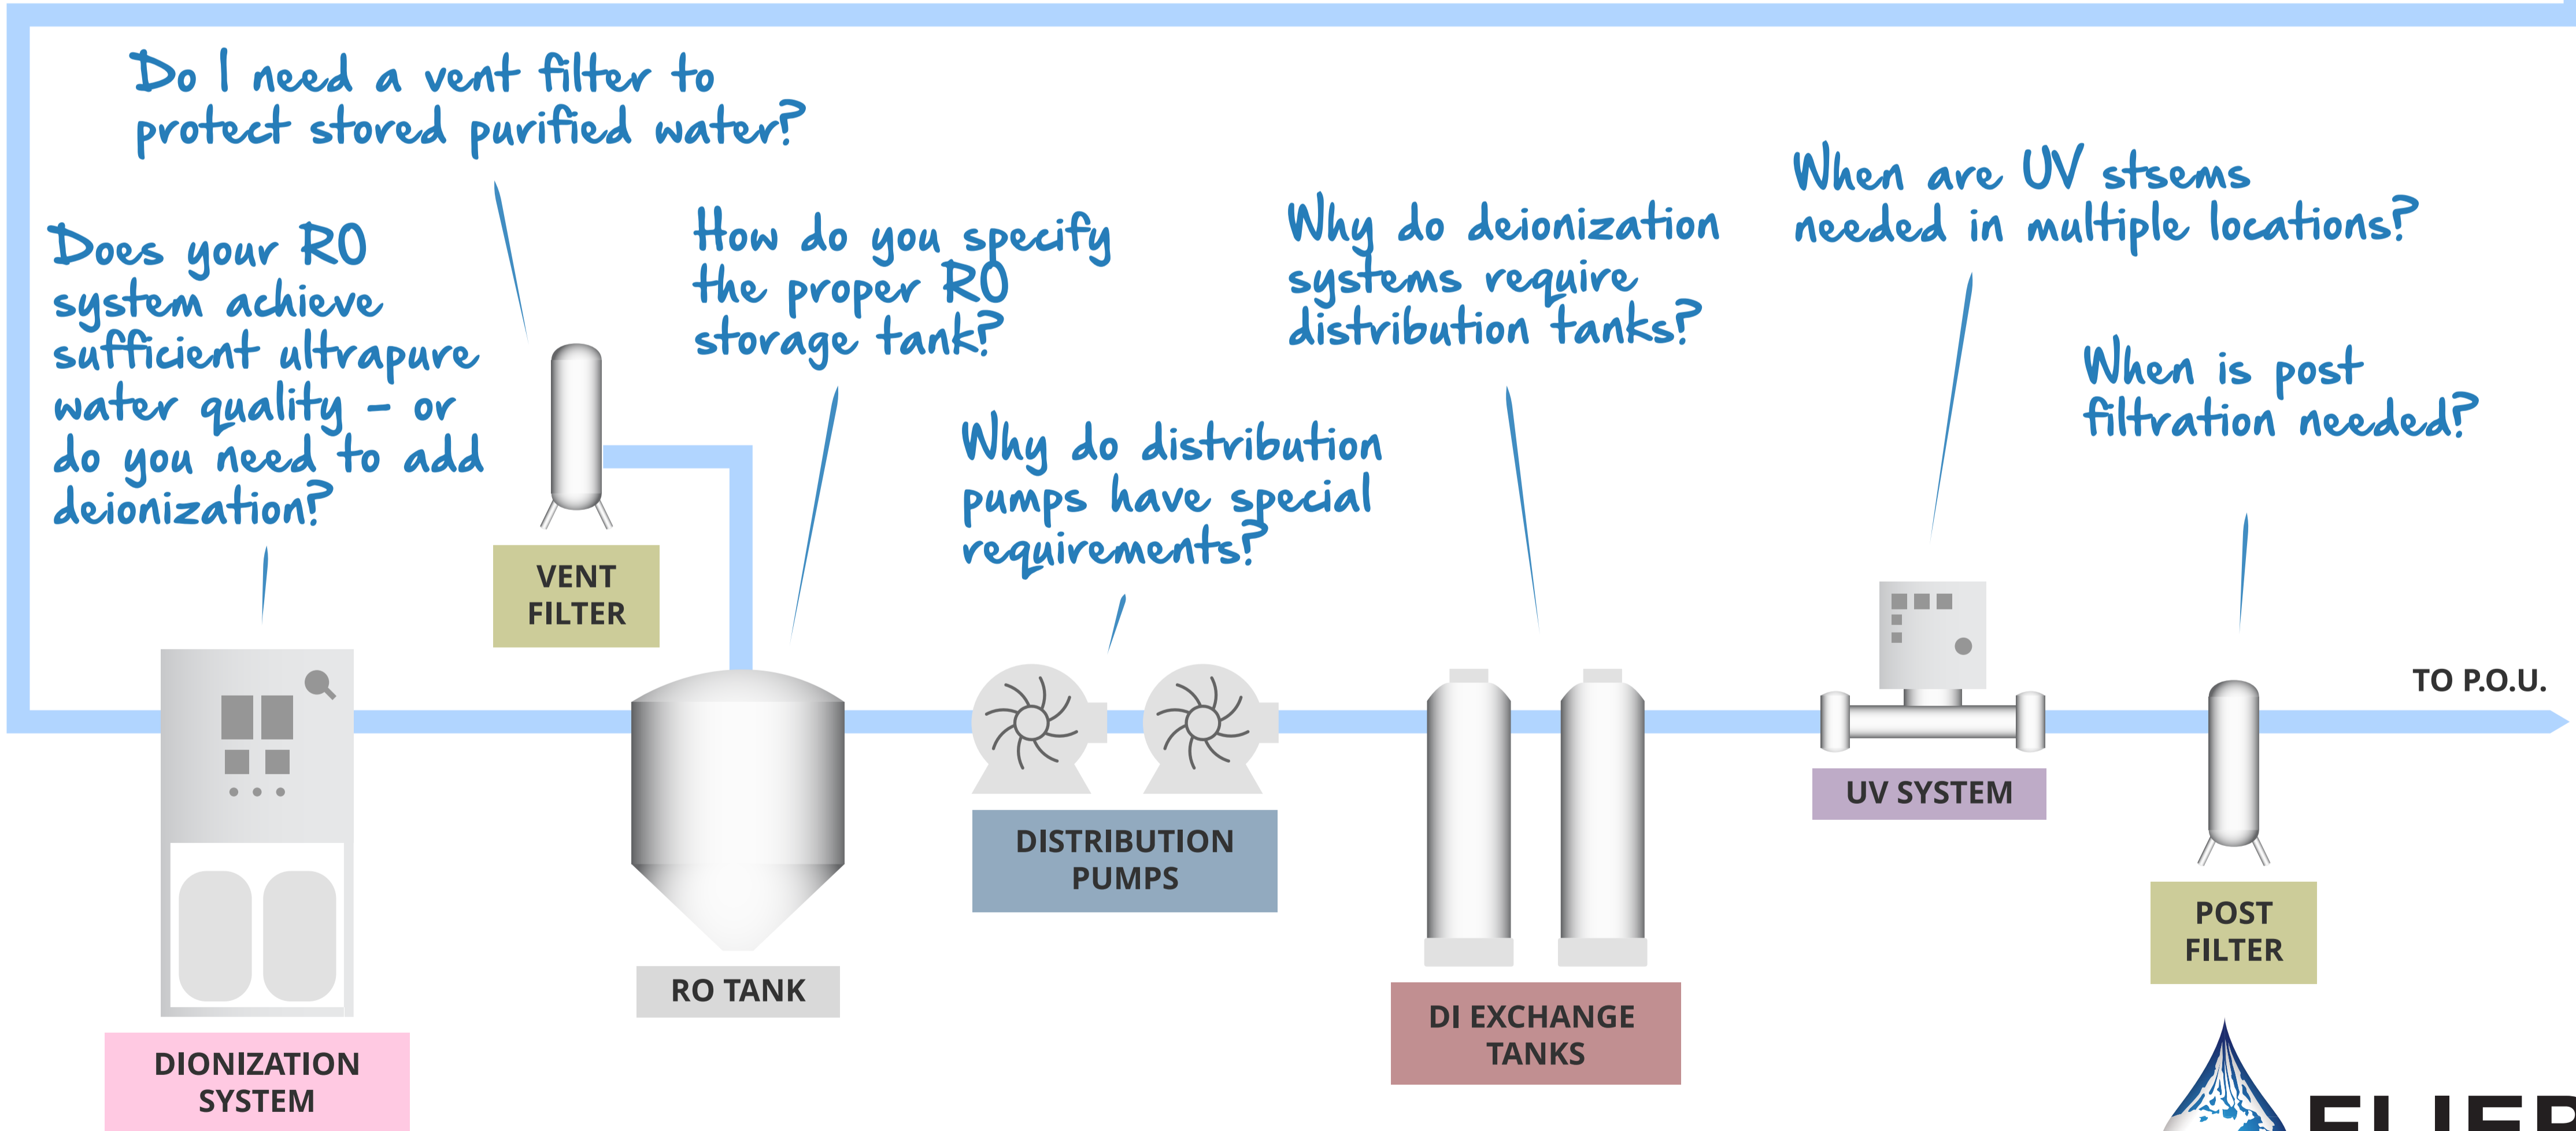 Do I need a vent filter to
protect stored purified water?
Does your RO
system achieve
sufficient ultrapure
water quality – or
do you need to add
deionization?
How do you specify
the proper RO
storage tank?
Why do distribution
pumps have special
requirements?
Why do deionization
systems require
distribution tanks?
When are UV stsems
needed in multiple locations?
When is post
filtration needed?
VENT
FILTER
TO P.O.U.
DIONIZATION
SYSTEM
RO TANK
DISTRIBUTION
PUMPS
DI EXCHANGE
TANKS
UV SYSTEM
POST
FILTER